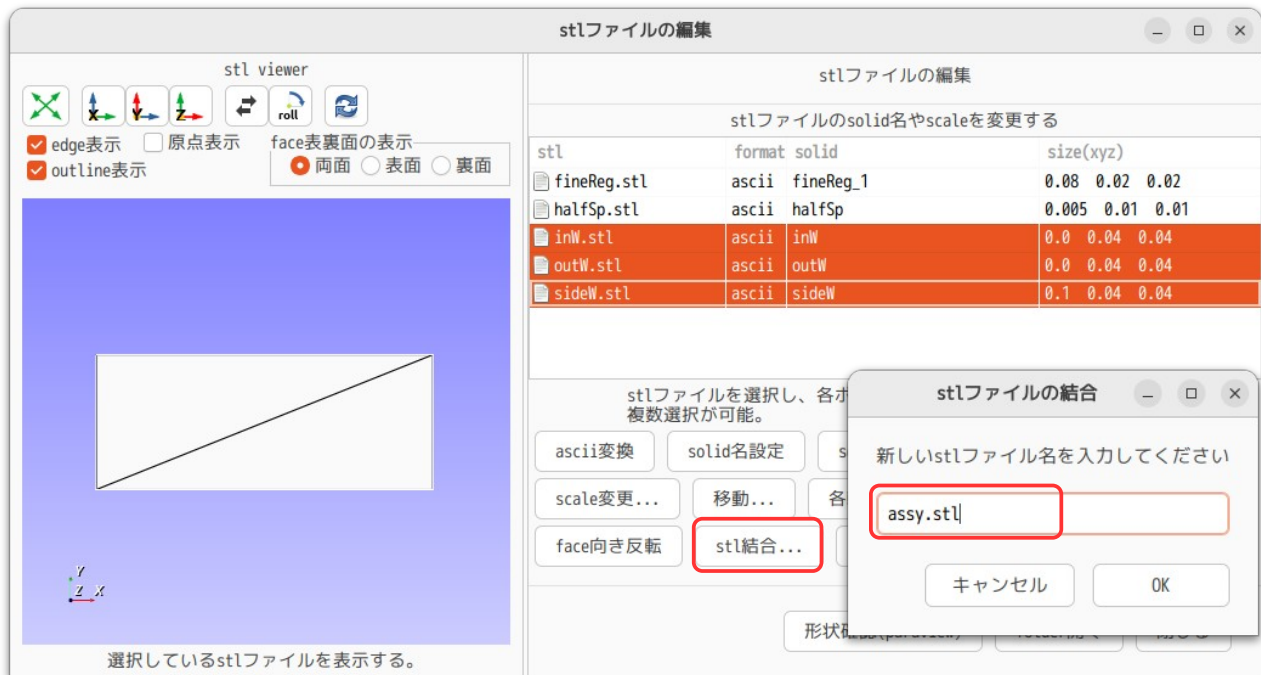 stlファイルの編集
stl viewer
X
Y
Z
roll
edge表示
原点表示
outline表示
face表裏面の表示
両面
表面
裏面
Y
Z X
選択しているstlファイルを表示する。
stlファイルの編集
stlファイルのsolid名やscaleを変更する
stl format solid size(xyz)
fineReg.stl ascii fineReg_1 0.08 0.02 0.02
halfSp.stl ascii halfSp 0.005 0.01 0.01
inW.stl ascii inW 0.0 0.04 0.04
outW.stl ascii outW 0.0 0.04 0.04
sideW.stl ascii sideW 0.1 0.04 0.04
stlファイルを選択し、各ボ
複数選択が可能。
ascii変換 solid名設定 s
scale変更... 移動... 各
face向き反転 stl結合...
stlファイルの結合
新しいstlファイル名を入力してください
assy.stl
キャンセル OK
形状